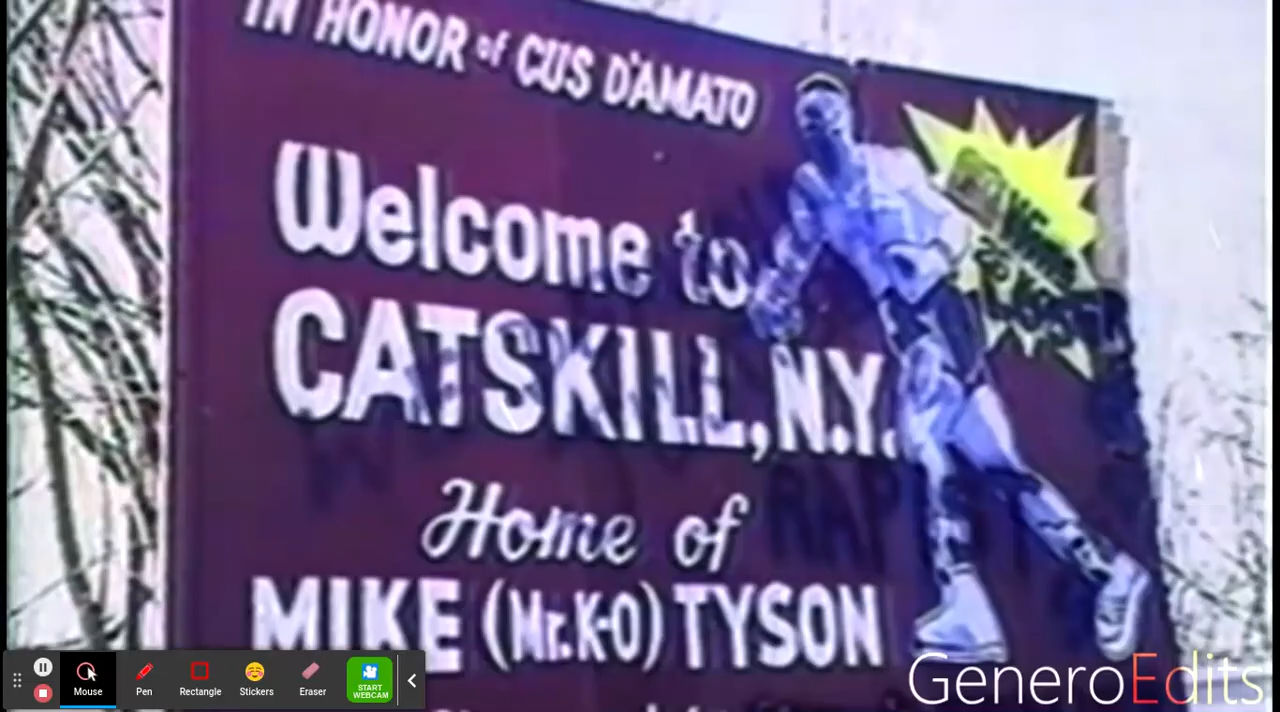 IN HONOR of CUS D'AMATO
Welcome to
CATSKILL, N.Y.
Home of
MIKE (Mr. K-O) TYSON
GeneroEdits
Mouse
Pen
Rectangle
Stickers
Eraser
START
WEBCAM